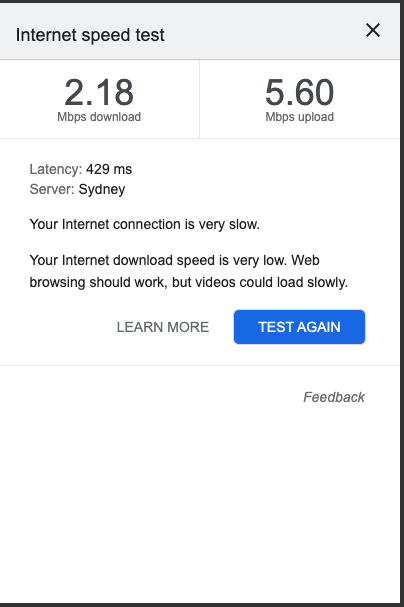 Internet speed test
2.18
Mbps download
5.60
Mbps upload
Latency: 429 ms
Server: Sydney
Your Internet connection is very slow.
Your Internet download speed is very low. Web
browsing should work, but videos could load slowly.
LEARN MORE
TEST AGAIN
Feedback